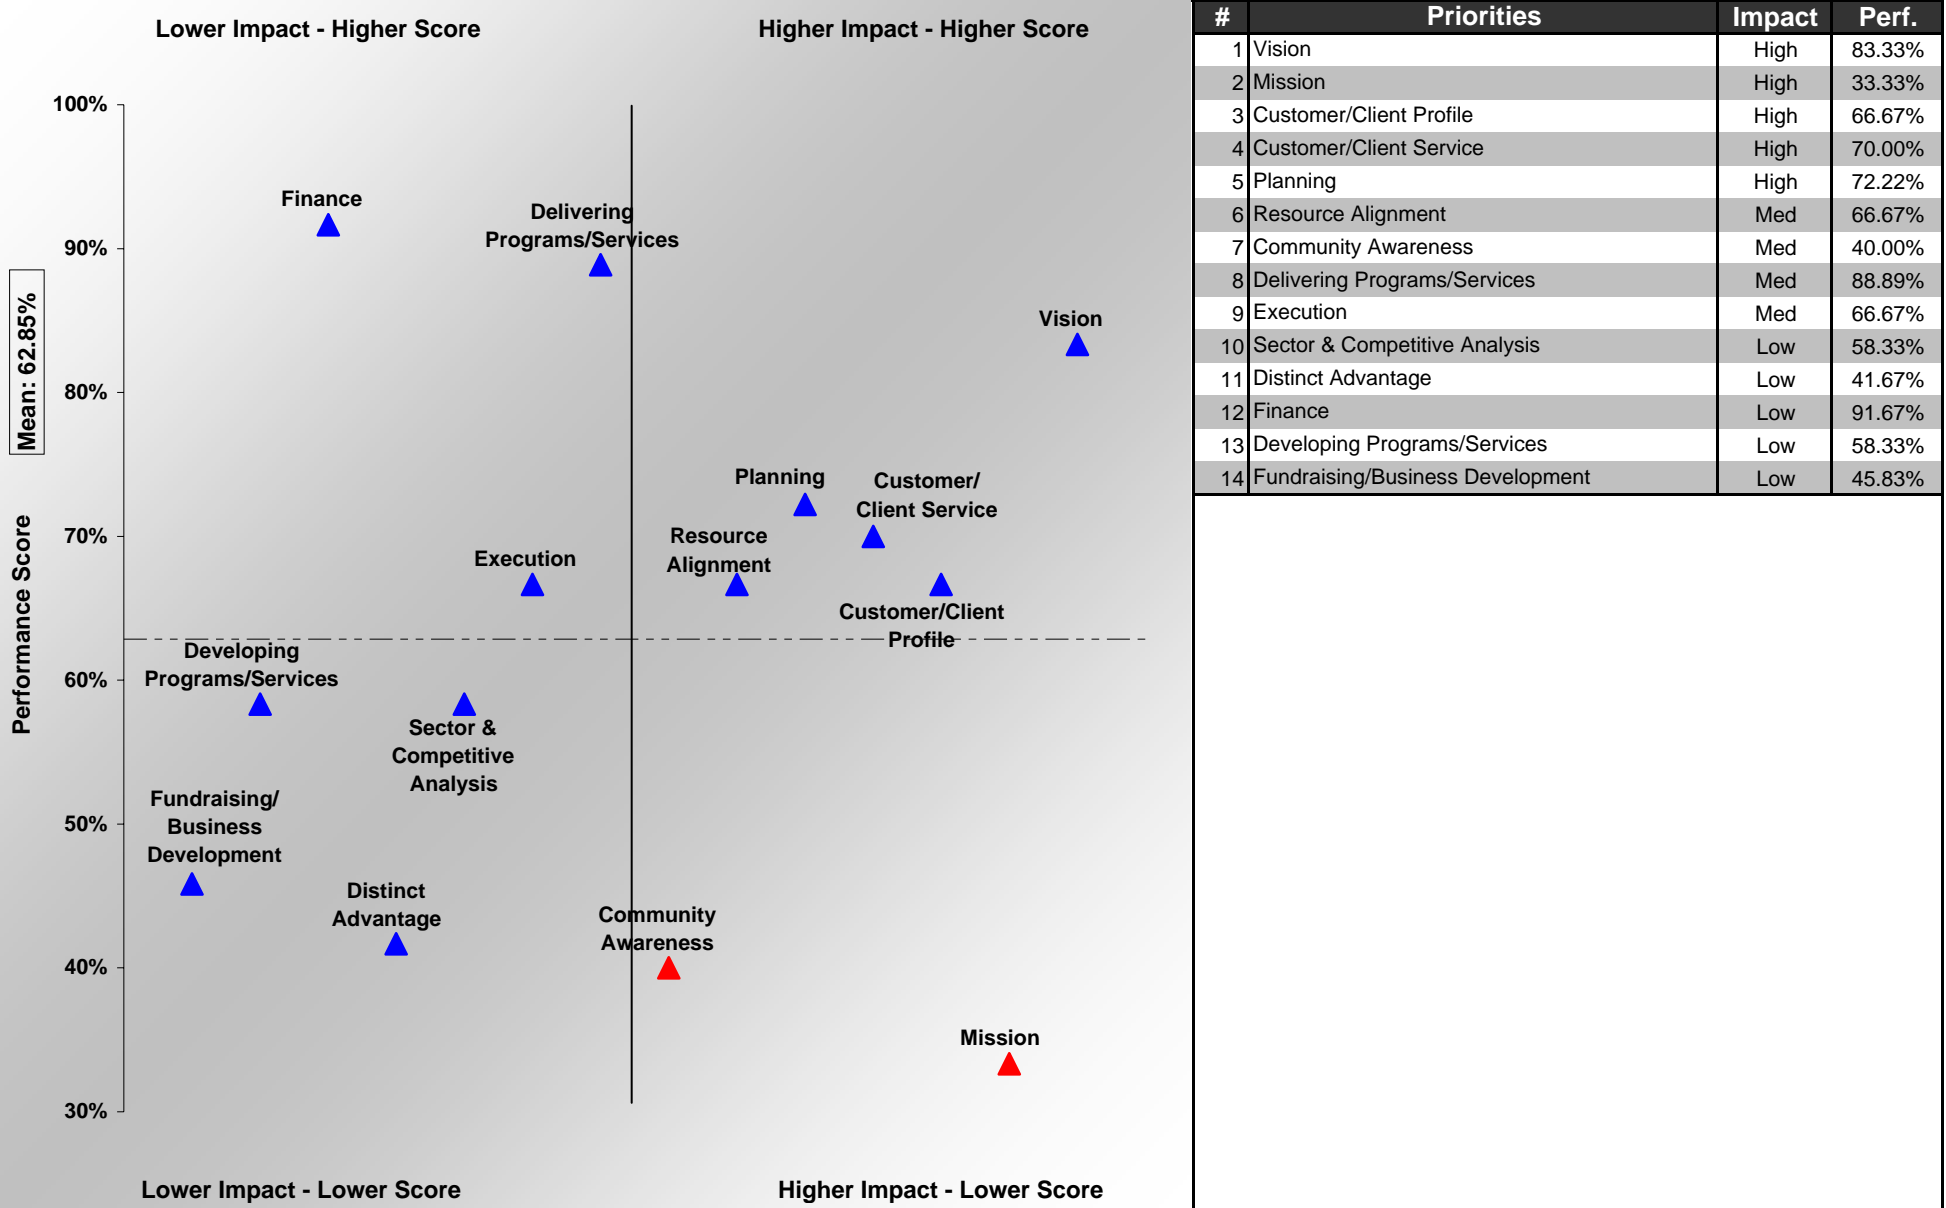 Lower Impact - Higher Score
Higher Impact - Higher Score
100%
90%
80%
70%
60%
50%
40%
30%
Mean: 62.85%
Performance Score
Finance
Delivering
Programs/Services
Vision
Planning
Customer/
Client Service
Resource
Alignment
Execution
Customer/Client
Profile
Developing
Programs/Services
Sector &
Competitive
Analysis
Fundraising/
Business
Development
Distinct
Advantage
Community
Awareness
Mission
Lower Impact - Lower Score
Higher Impact - Lower Score
# Priorities Impact Perf.
1 Vision High 83.33%
2 Mission High 33.33%
3 Customer/Client Profile High 66.67%
4 Customer/Client Service High 70.00%
5 Planning High 72.22%
6 Resource Alignment Med 66.67%
7 Community Awareness Med 40.00%
8 Delivering Programs/Services Med 88.89%
9 Execution Med 66.67%
10 Sector & Competitive Analysis Low 58.33%
11 Distinct Advantage Low 41.67%
12 Finance Low 91.67%
13 Developing Programs/Services Low 58.33%
14 Fundraising/Business Development Low 45.83%